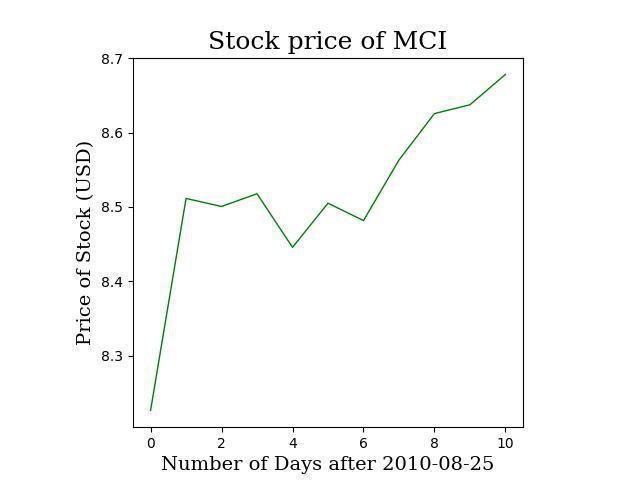 Stock price of MCI
8.7
8.6
8.5
8.4
8.3
Price of Stock (USD)
0 2 4 6 8 10
Number of Days after 2010-08-25